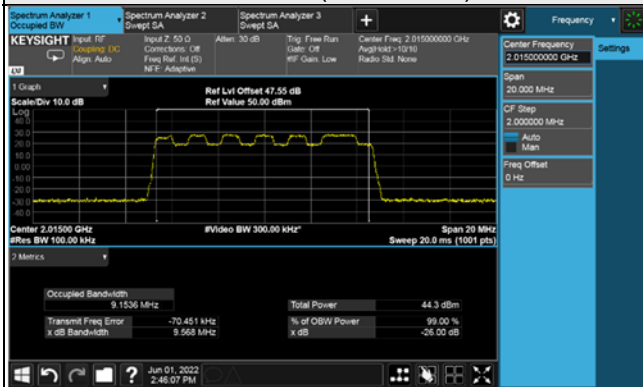 Spectrum Analyzer 1
Occupied BW
Spectrum Analyzer 2
Swept SA
Spectrum Analyzer 3
Swept SA
+
Frequency
KEYSIGHT
Input: RF
Coupling: DC
Align: Auto
Input Z: 50 Ω
Corrections: Off
Freq Ref: Int (S)
NFE: Adaptive
Atten: 30 dB
Trig: Free Run
Gate: Off
#IF Gain: Low
Center Freq: 2.015000000 GHz
Avg|Hold:>10/10
Radio Std: None
LXI
1 Graph
Scale/Div 10.0 dB
Ref Lvl Offset 47.55 dB
Ref Value 50.00 dBm
Log
40.0
30.0
20.0
10.0
0.00
-10.0
-20.0
-30.0
-40.0
Center 2.01500 GHz
#Res BW 100.00 kHz
#Video BW 300.00 kHz*
Span 20 MHz
Sweep 20.0 ms (1001 pts)
2 Metrics
Occupied Bandwidth
9.1536 MHz
Total Power 44.3 dBm
Transmit Freq Error -70.451 kHz
% of OBW Power 99.00 %
x dB Bandwidth 9.568 MHz
x dB -26.00 dB
Center Frequency
2.015000000 GHz
Settings
Span
20.000 MHz
CF Step
2.000000 MHz
Auto
Man
Freq Offset
0 Hz
?
Jun 01, 2022
2:46:07 PM